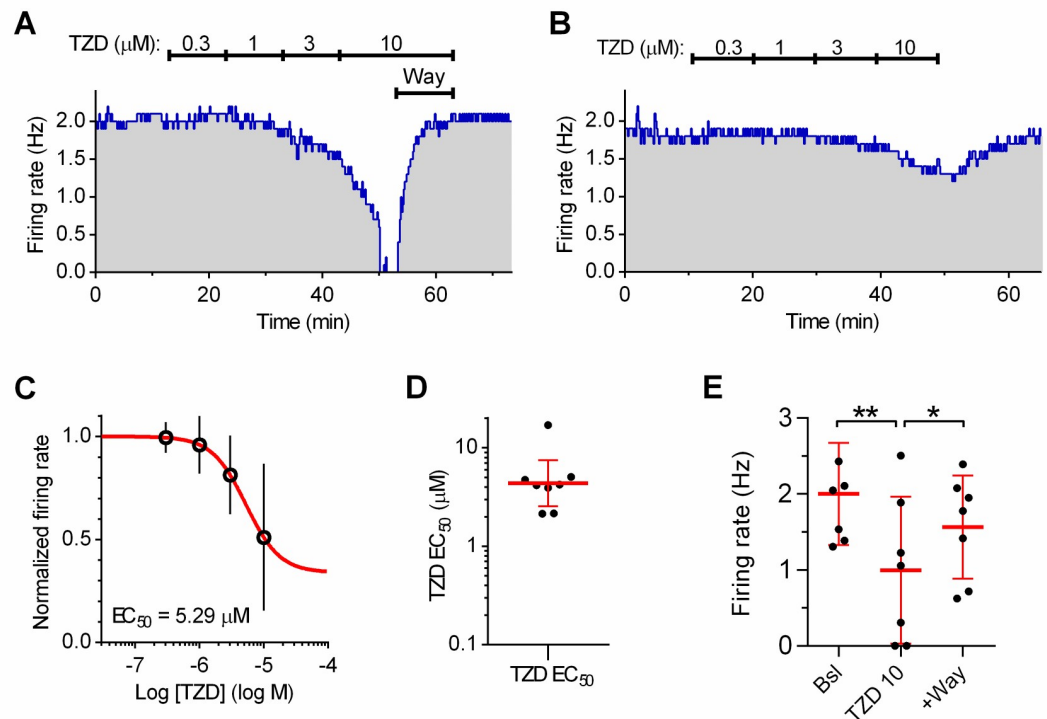 A
TZD (μM): 0.3 1 3 10
Way
Firing rate (Hz)
2.0
1.5
1.0
0.5
0.0
0 20 40 60
Time (min)
B
TZD (μM): 0.3 1 3 10
Firing rate (Hz)
2.0
1.5
1.0
0.5
0.0
0 20 40 60
Time (min)
C
Normalized firing rate
1.0
0.5
0.0
EC50 = 5.29 μM
-7 -6 -5 -4
Log [TZD] (log M)
D
TZD EC50 (μM)
10
1
0.1
TZD EC50
E
Firing rate (Hz)
** *
3
2
1
0
Bsl TZD 10 +Way